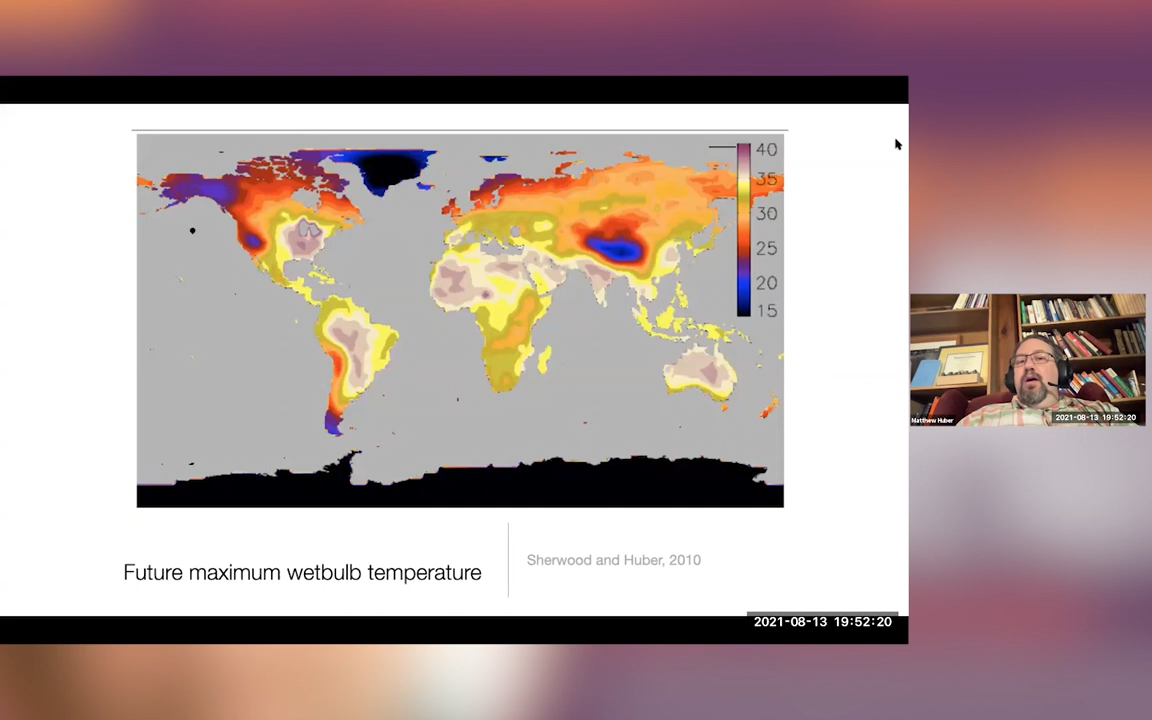 40
35
30
25
20
15
Future maximum wetbulb temperature
Sherwood and Huber, 2010
2021-08-13 19:52:20
Matthew Huber
2021-08-13 19:52:20